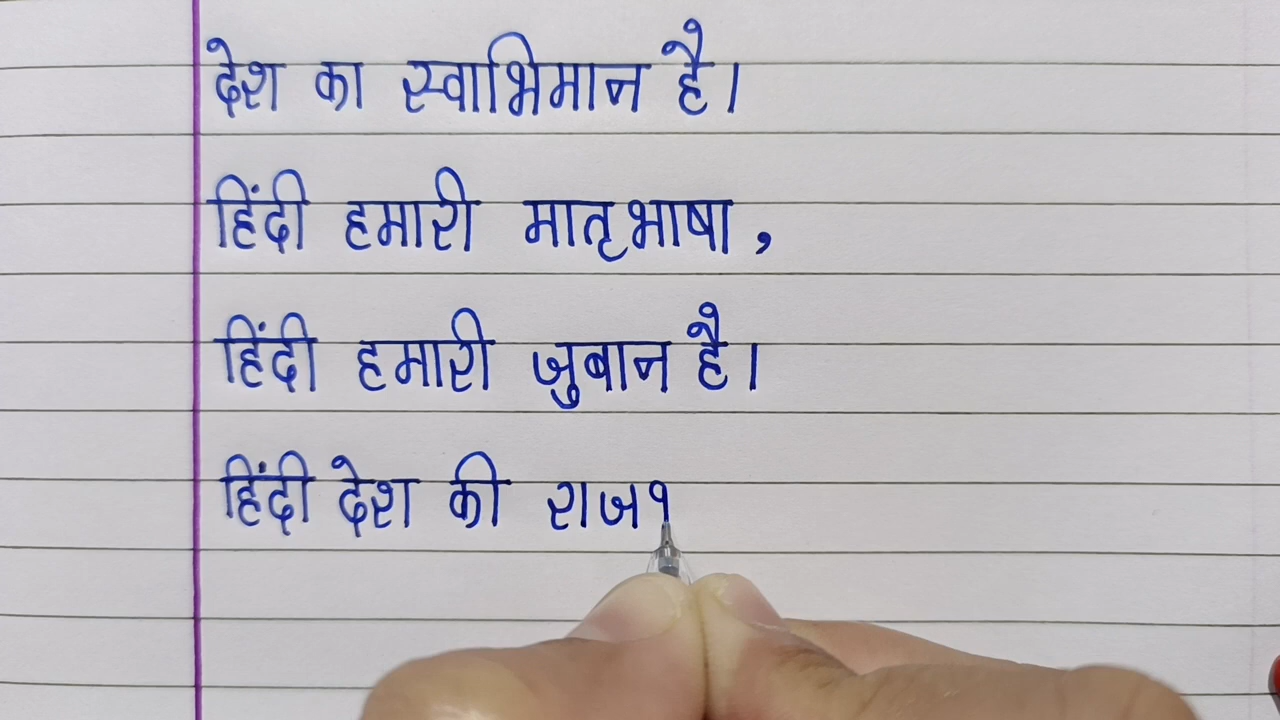 देश का स्वाभिमान है।
हिंदी हमारी मातृभाषा,
हिंदी हमारी जुबान है।
हिंदी देश की राज